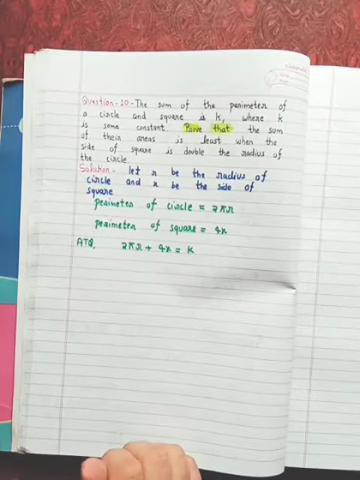 Question-10- The sum of the perimeter of
a circle and square is k, where k
is some constant. Prove that the sum
of their areas is least when the
side of square is double the radius of
the circle
Solution- let r be the radius of
circle and x be the side of
square
perimeter of circle = 2πr
perimeter of square = 4x
ATQ, 2πr + 4x = k